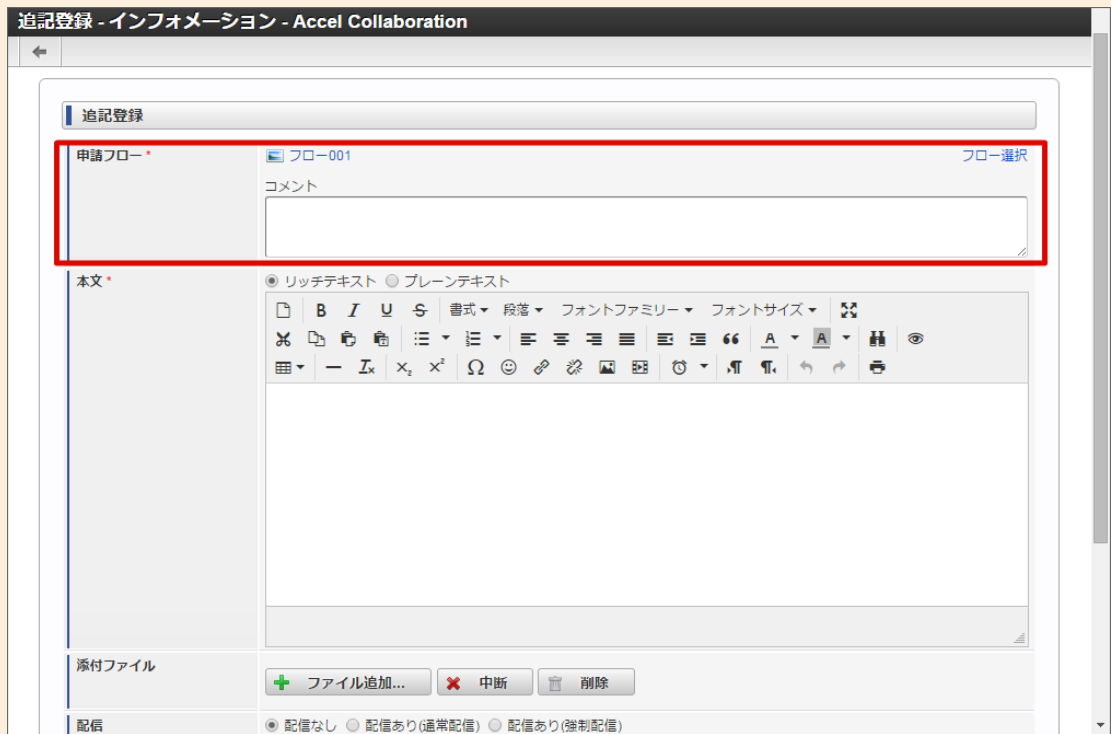 追記登録 - インフォメーション - Accel Collaboration
追記登録
申請フロー *
フロー001
フロー選択
コメント
本文 *
リッチテキスト プレーンテキスト
B I U S 書式 段落 フォントファミリー フォントサイズ
A A
Ix x₂ x² Ω
添付ファイル
ファイル追加... 中断 削除
配信
配信なし 配信あり(通常配信) 配信あり(強制配信)